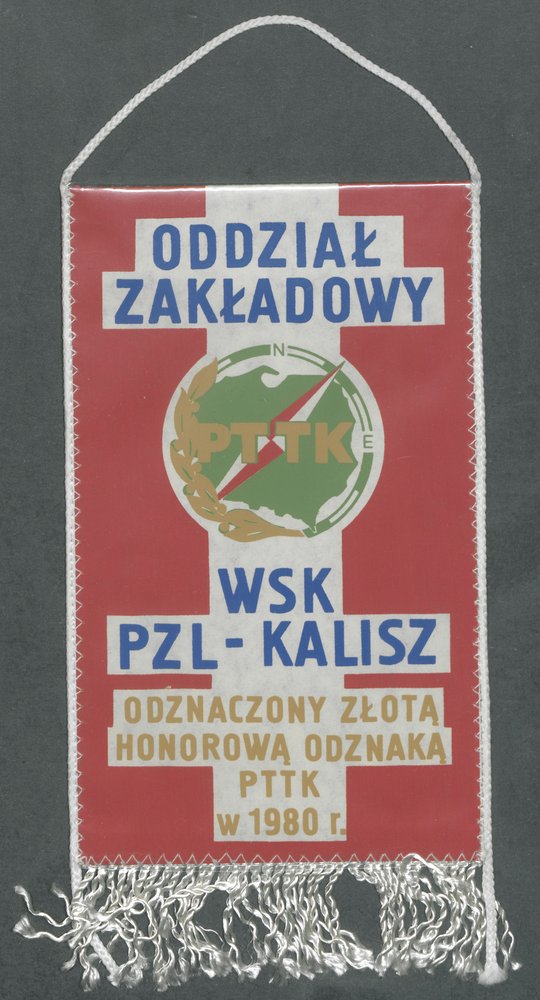 ODDZIAŁ
ZAKŁADOWY
N
E
PTTK
WSK
PZL-KALISZ
ODZNACZONY ZŁOTĄ
HONOROWĄ ODZNAKĄ
PTTK
w 1980 r.